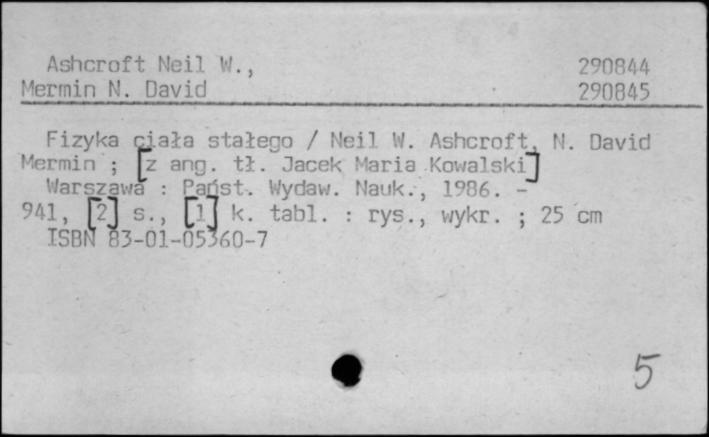 Ashcroft Neil W., 290844
Mermin N. David 290845
Fizyka ciała stałego / Neil W. Ashcroft, N. David
Mermin ; [z ang. tł. Jacek Maria Kowalski]
Warszawa : Państ. Wydaw. Nauk., 1986. -
941, [2] s., [1] k. tabl. : rys., wykr. ; 25 cm
ISBN 83-01-05360-7
5